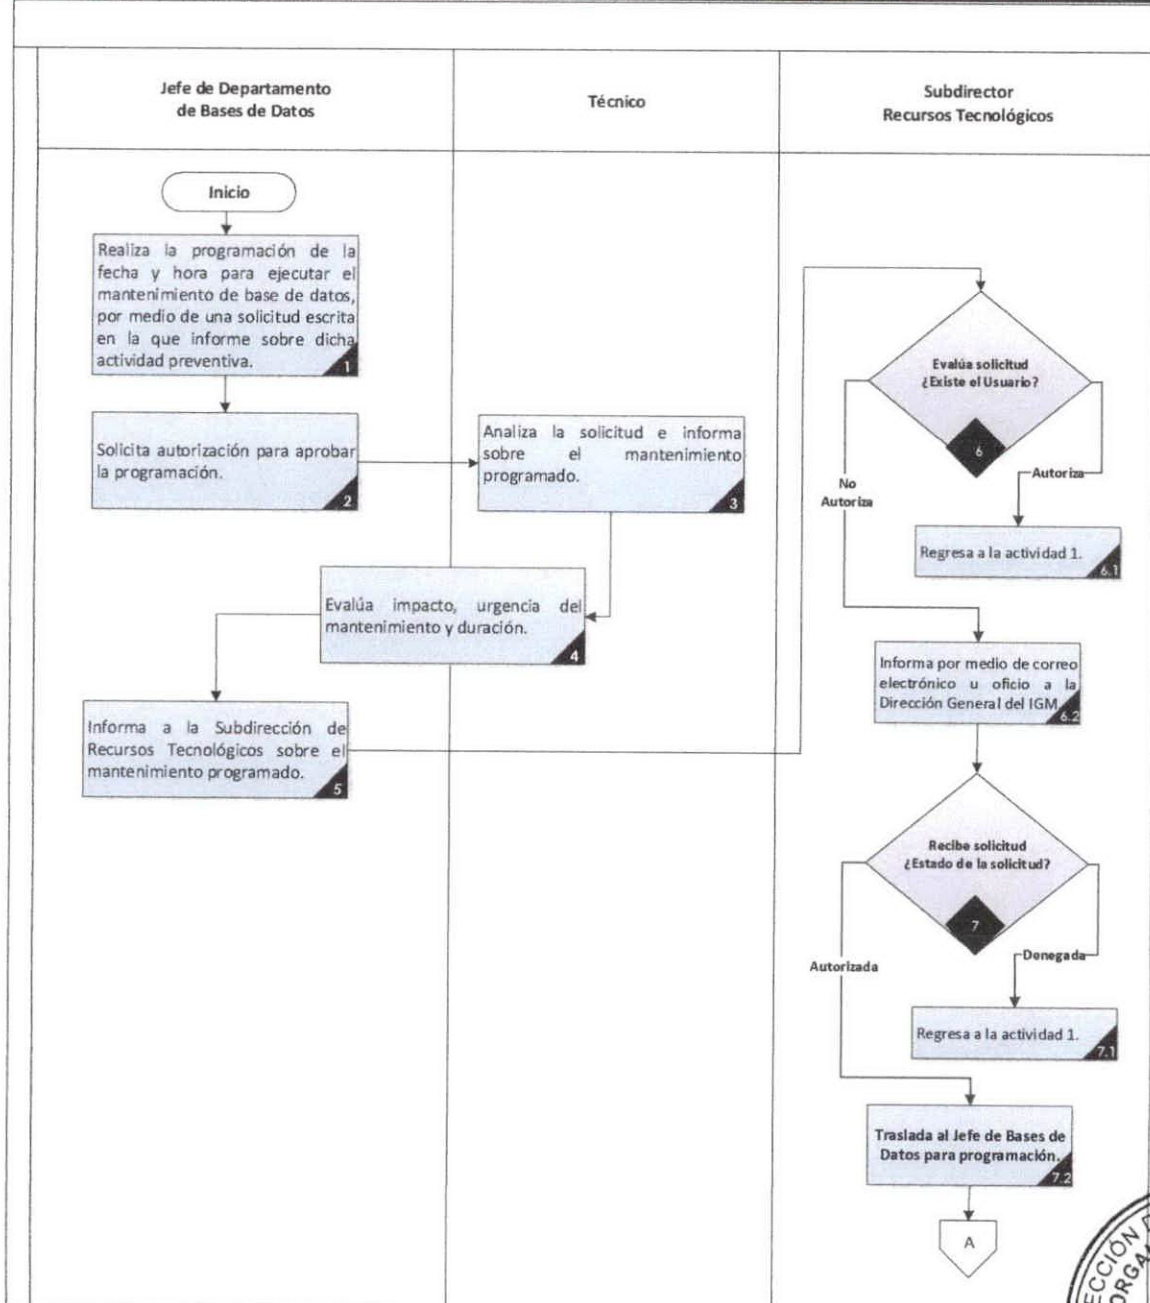 Jefe de Departamento
de Bases de Datos
Técnico
Subdirector
Recursos Tecnológicos
Inicio
Realiza la programación de la
fecha y hora para ejecutar el
mantenimiento de base de datos,
por medio de una solicitud escrita
en la que informe sobre dicha
actividad preventiva.
1
Solicita autorización para aprobar
la programación.
2
Analiza la solicitud e informa
sobre el mantenimiento
programado.
3
Evalúa impacto, urgencia del
mantenimiento y duración.
4
Informa a la Subdirección de
Recursos Tecnológicos sobre el
mantenimiento programado.
5
Evalúa solicitud
¿Existe el Usuario?
6
Autoriza
No
Autoriza
Regresa a la actividad 1.
6.1
Informa por medio de correo
electrónico u oficio a la
Dirección General del IGM.
6.2
Recibe solicitud
¿Estado de la solicitud?
7
Denegada
Autorizada
Regresa a la actividad 1.
7.1
Traslada al Jefe de Bases de
Datos para programación.
7.2
A